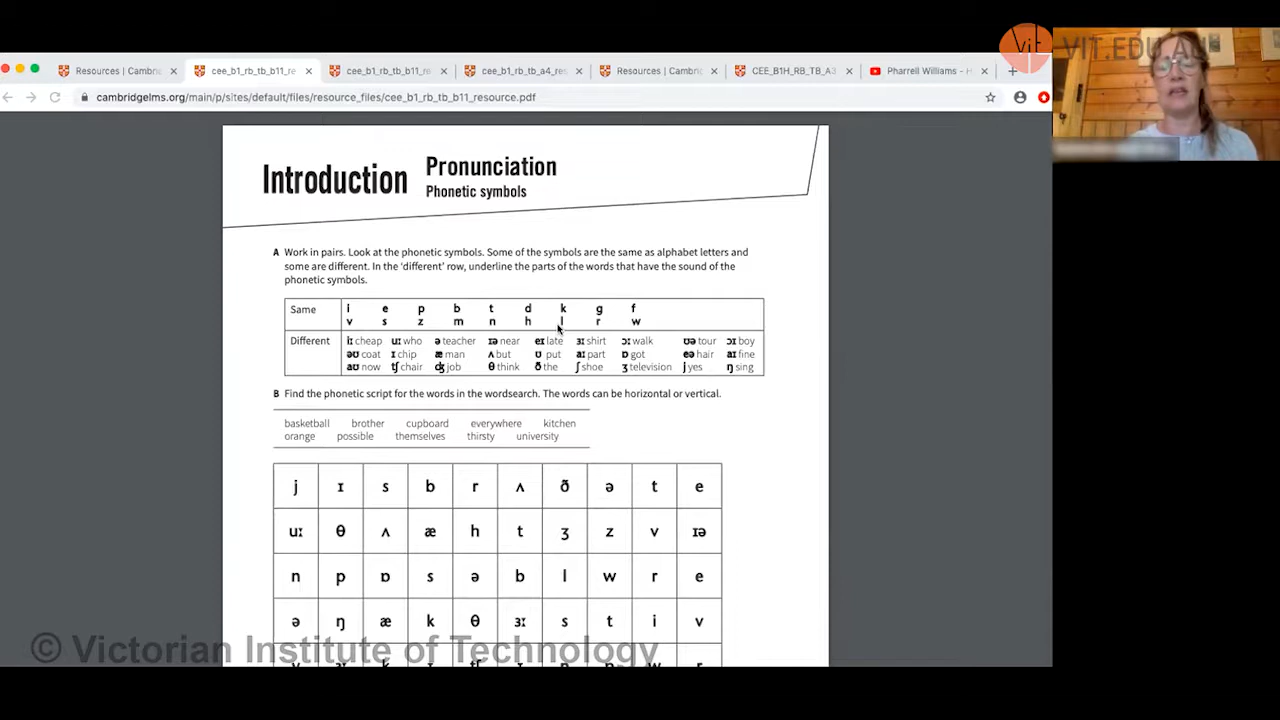 Vit VIT.EDU.AU
Resources | Cambri
cee_b1_rb_tb_b11_re
cee_b1_rb_tb_b11_re
cee_b1_rb_tb_a4_res
Resources | Cambri
CEE_B1H_RB_TB_A3
Pharrell Williams - H
cambridgelms.org/main/p/sites/default/files/resource_files/cee_b1_rb_tb_b11_resource.pdf
Introduction
Pronunciation
Phonetic symbols
A Work in pairs. Look at the phonetic symbols. Some of the symbols are the same as alphabet letters and
some are different. In the 'different' row, underline the parts of the words that have the sound of the
phonetic symbols.
Same i e p b t d k g f
v s z m n h l r w
Different iː cheap uː who ə teacher ɪə near eɪ late ɜː shirt ɔː walk ʊə tour ɔɪ boy
əʊ coat ɪ chip æ man ʌ but ʊ put aː part ɒ got eə hair aɪ fine
aʊ now tʃ chair ʤ job θ think ð the ʃ shoe ʒ television j yes ŋ sing
B Find the phonetic script for the words in the wordsearch. The words can be horizontal or vertical.
basketball brother cupboard everywhere kitchen
orange possible themselves thirsty university
j ɪ s b r ʌ ð ə t e
uː θ ʌ æ h t ʒ z v ɪə
n p ɒ s ə b l w r e
ə ŋ æ k θ ɜː s t i v
© Victorian Institute of Technology